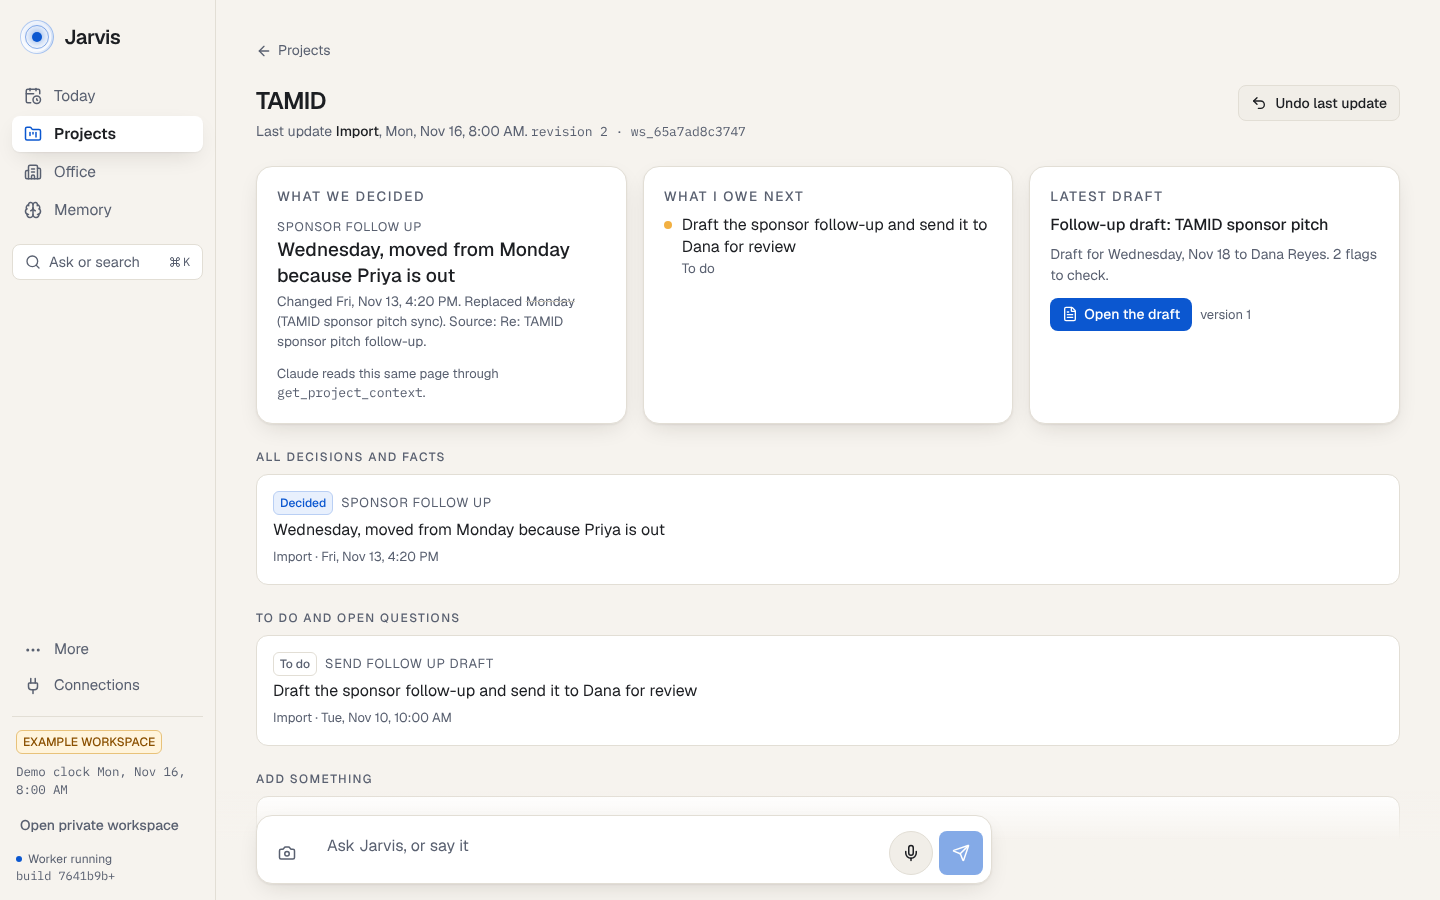 Jarvis
Today
Projects
Office
Memory
Ask or search ⌘K
More
Connections
EXAMPLE WORKSPACE
Demo clock Mon, Nov 16,
8:00 AM
Open private workspace
Worker running
build 7641b9b+
Projects
TAMID
Undo last update
Last update Import, Mon, Nov 16, 8:00 AM. revision 2 · ws_65a7ad8c3747
WHAT WE DECIDED
SPONSOR FOLLOW UP
Wednesday, moved from Monday
because Priya is out
Changed Fri, Nov 13, 4:20 PM. Replaced Monday
(TAMID sponsor pitch sync). Source: Re: TAMID
sponsor pitch follow-up.
Claude reads this same page through
get_project_context.
WHAT I OWE NEXT
Draft the sponsor follow-up and send it to
Dana for review
To do
LATEST DRAFT
Follow-up draft: TAMID sponsor pitch
Draft for Wednesday, Nov 18 to Dana Reyes. 2 flags
to check.
Open the draft version 1
ALL DECISIONS AND FACTS
Decided SPONSOR FOLLOW UP
Wednesday, moved from Monday because Priya is out
Import · Fri, Nov 13, 4:20 PM
TO DO AND OPEN QUESTIONS
To do SEND FOLLOW UP DRAFT
Draft the sponsor follow-up and send it to Dana for review
Import · Tue, Nov 10, 10:00 AM
ADD SOMETHING
Ask Jarvis, or say it